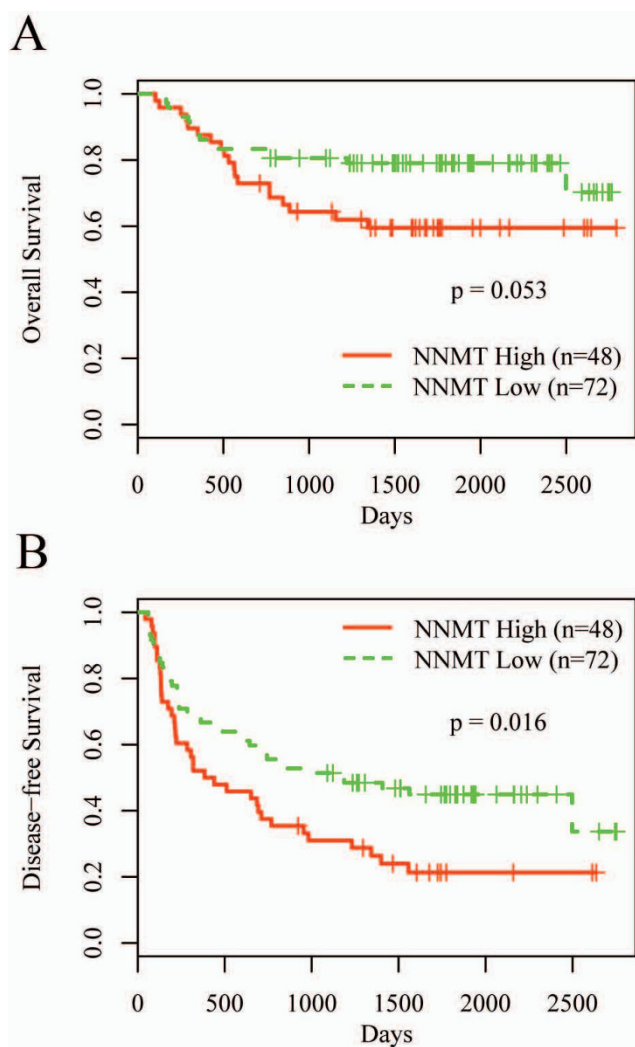 A
Overall Survival
1.0
0.8
0.6
0.4
0.2
0.0
p = 0.053
NNMT High (n=48)
NNMT Low (n=72)
0 500 1000 1500 2000 2500
Days
B
Disease-free Survival
1.0
0.8
0.6
0.4
0.2
0.0
NNMT High (n=48)
NNMT Low (n=72)
p = 0.016
0 500 1000 1500 2000 2500
Days